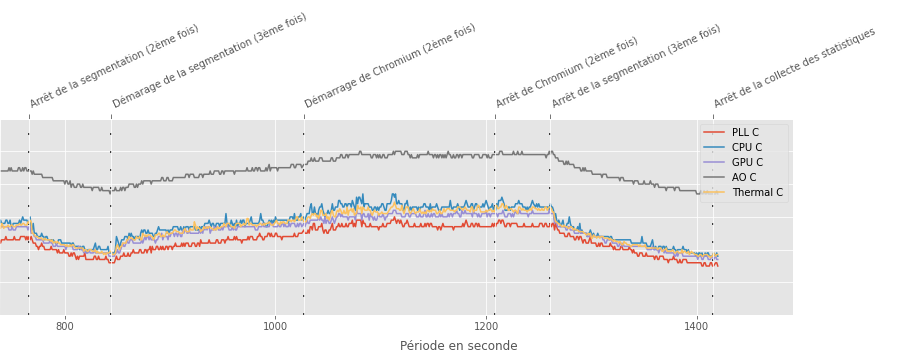 Arrêt de la segmentation (2ème fois)
Démarage de la segmentation (3ème fois)
Démarrage de Chromium (2ème fois)
Arrêt de Chromium (2ème fois)
Arrêt de la segmentation (3ème fois)
Arrêt de la collecte des statistiques
PLL C
CPU C
GPU C
AO C
Thermal C
800
1000
1200
1400
Période en seconde